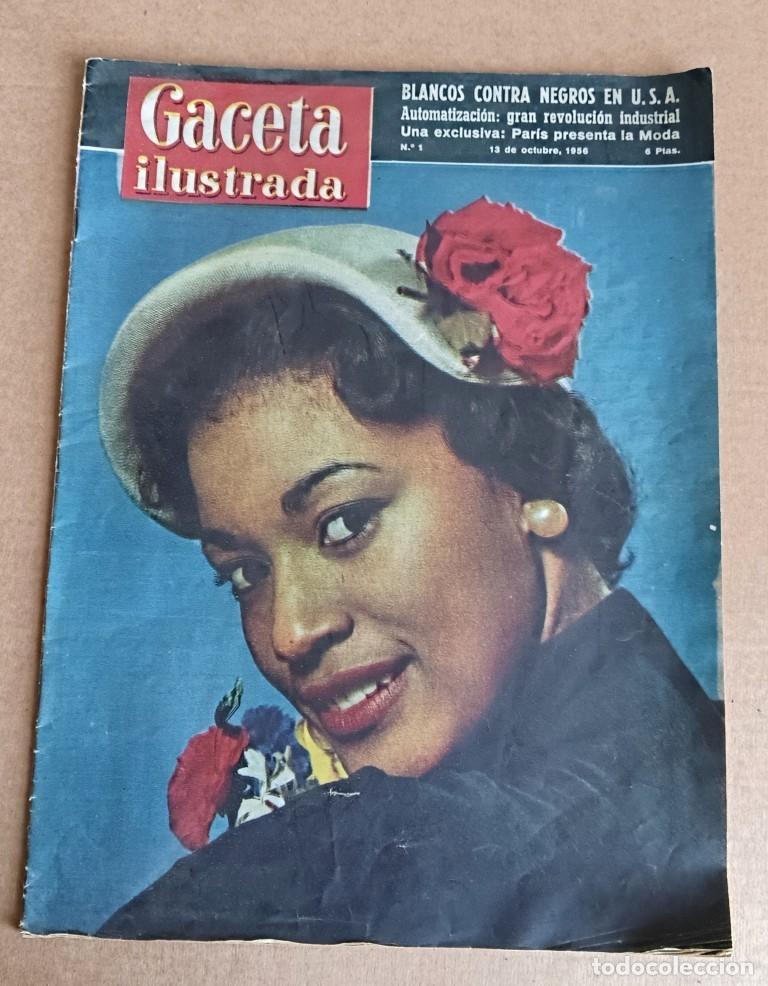 Gaceta
ilustrada
BLANCOS CONTRA NEGROS EN U.S.A.
Automatización: gran revolución industrial
Una exclusiva: París presenta la Moda
N.º 1 13 de octubre, 1956 6 Ptas.
todocoleccion